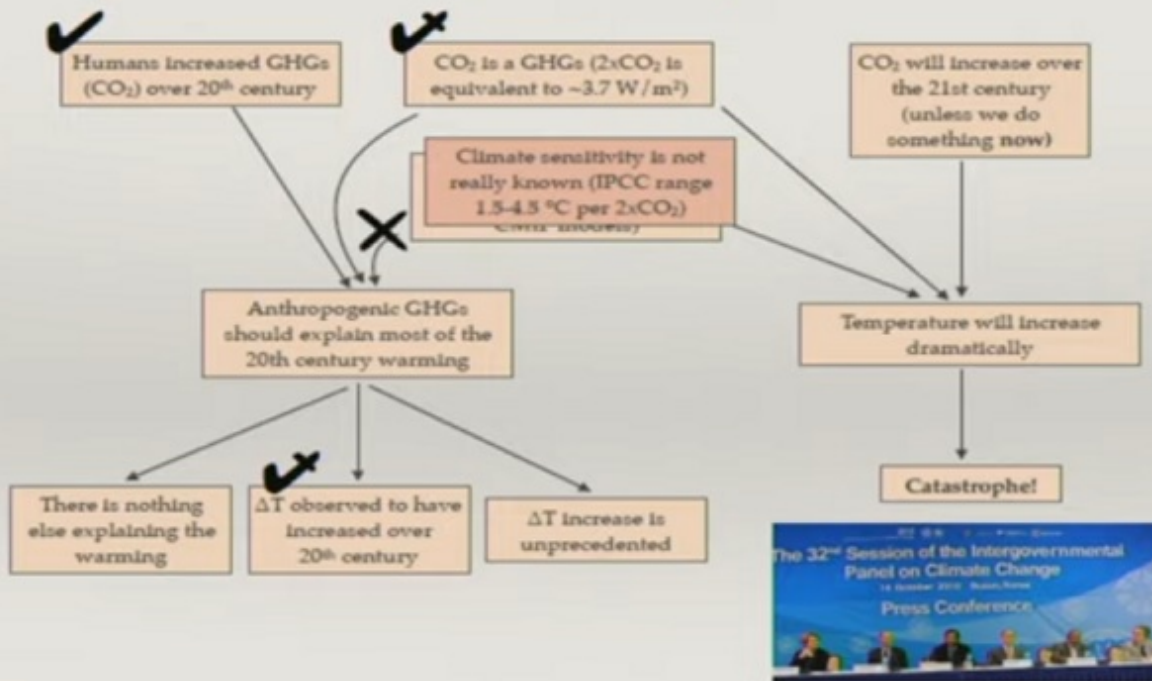 Humans increased GHGs
(CO₂) over 20th century
CO₂ is a GHGs (2xCO₂ is
equivalent to ~3.7 W/m²)
CO₂ will increase over
the 21st century
(unless we do
something now)
Climate sensitivity is not
really known (IPCC range
1.5-4.5 °C per 2xCO₂)
Anthropogenic GHGs
should explain most of the
20th century warming
Temperature will increase
dramatically
There is nothing
else explaining the
warming
ΔT observed to have
increased over
20th century
ΔT increase is
unprecedented
Catastrophe!
The 32nd Session of the Intergovernmental
Panel on Climate Change
Press Conference